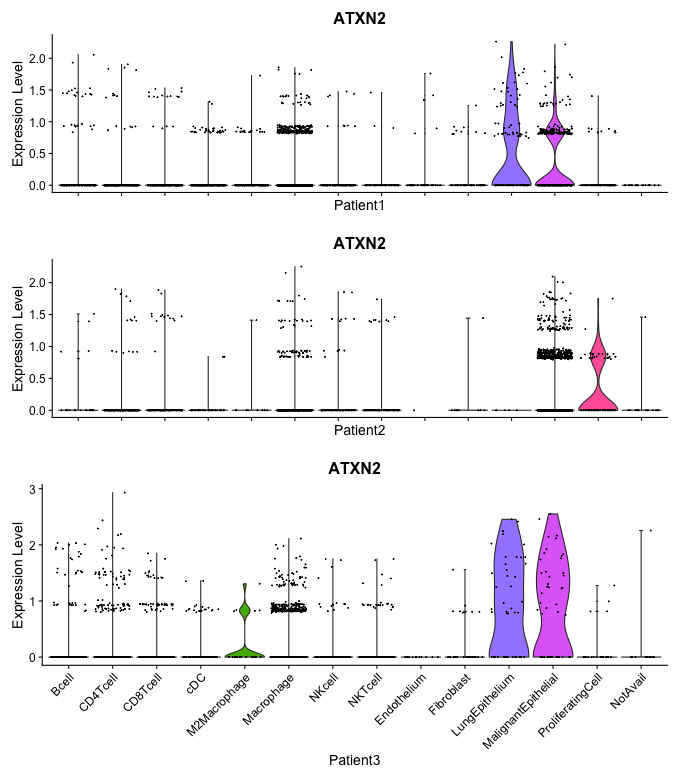 ATXN2
Expression Level
2.0
1.5
1.0
0.5
0.0
Patient1
ATXN2
Expression Level
2.0
1.5
1.0
0.5
0.0
Patient2
ATXN2
Expression Level
3
2
1
0
Bcell
CD4Tcell
CD8Tcell
cDC
M2Macrophage
Macrophage
NKcell
NKTcell
Endothelium
Fibroblast
LungEpithelium
MalignantEpithelial
ProliferatingCell
NotAvail
Patient3